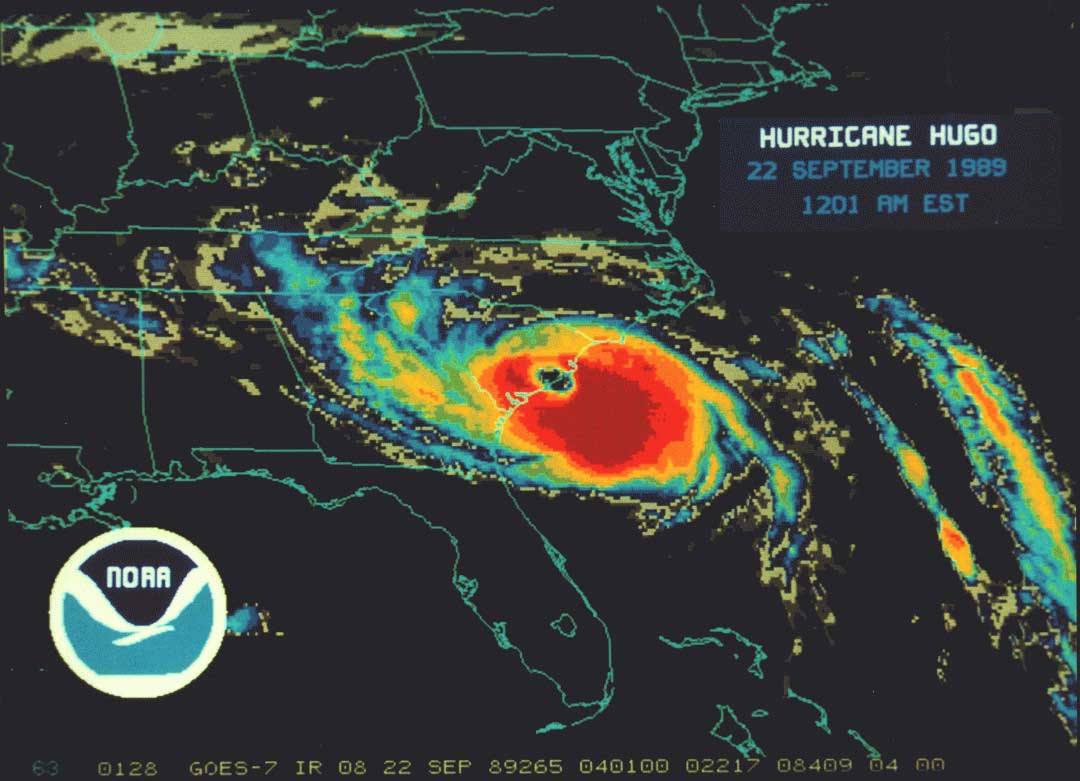 HURRICANE HUGO
22 SEPTEMBER 1989
1201 AM EST
NOAA
63 0128 GOES-7 IR 08 22 SEP 89265 040100 02217 08409 04 00